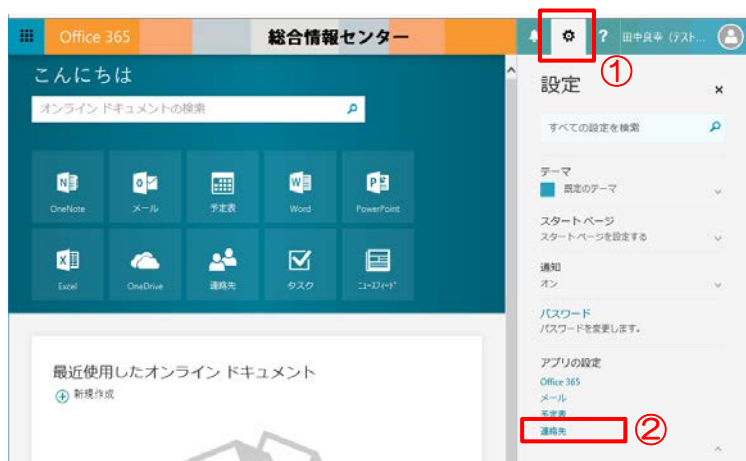 Office 365
総合情報センター
?
田中良幸 (テスト...
①
こんにちは
オンライン ドキュメントの検索
OneNote
メール
予定表
Word
PowerPoint
Excel
OneDrive
連絡先
タスク
ニュースフィード
最近使用したオンライン ドキュメント
新規作成
設定
×
すべての設定を検索
テーマ
既定のテーマ
スタート ページ
スタート ページを設定する
通知
オン
パスワード
パスワードを変更します。
アプリの設定
Office 365
メール
予定表
連絡先
②